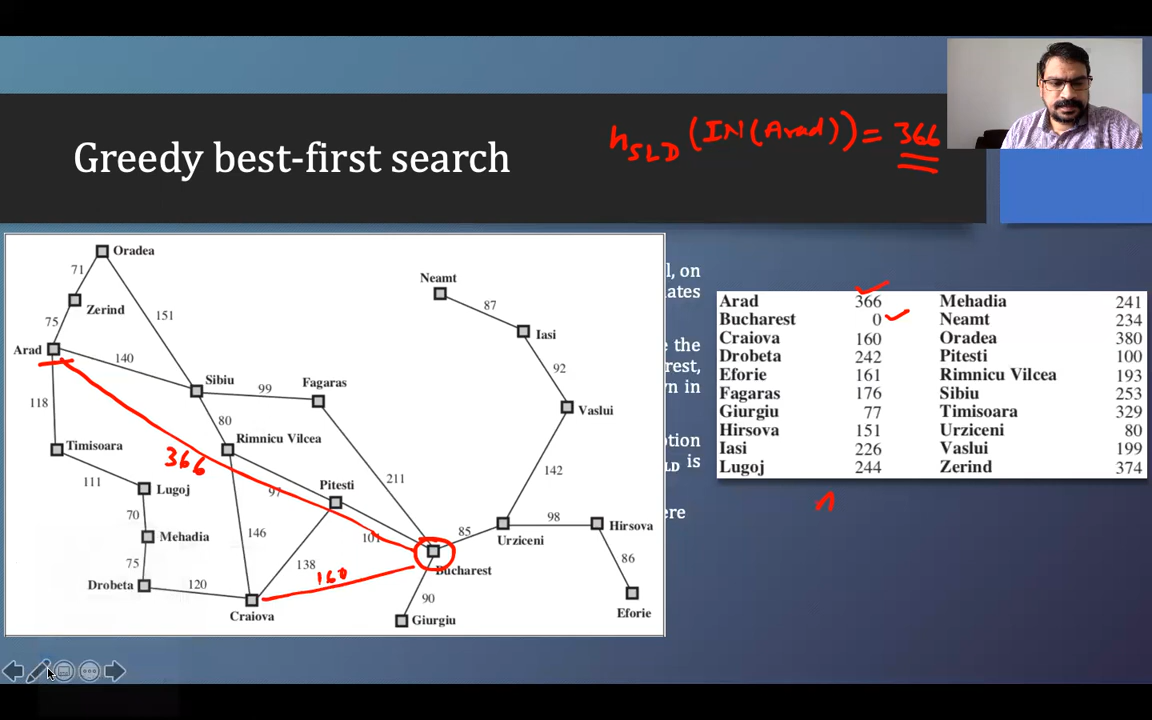 Greedy best-first search
h SLD (IN(Arad)) = 366
l, on
ates
e the
rest,
n in
tion
LD is
ere
Oradea
71
Zerind
75
151
Arad
140
Sibiu
99
Fagaras
118
80
Rimnicu Vilcea
Timisoara
366
111
Lugoj
97
Pitesti
211
70
Mehadia
146
101
75
138
85
Bucharest
Drobeta
120
160
Craiova
90
Giurgiu
Neamt
87
Iasi
92
Vaslui
142
98
Hirsova
Urziceni
86
Eforie
Arad 366 Mehadia 241
Bucharest 0 Neamt 234
Craiova 160 Oradea 380
Drobeta 242 Pitesti 100
Eforie 161 Rimnicu Vilcea 193
Fagaras 176 Sibiu 253
Giurgiu 77 Timisoara 329
Hirsova 151 Urziceni 80
Iasi 226 Vaslui 199
Lugoj 244 Zerind 374